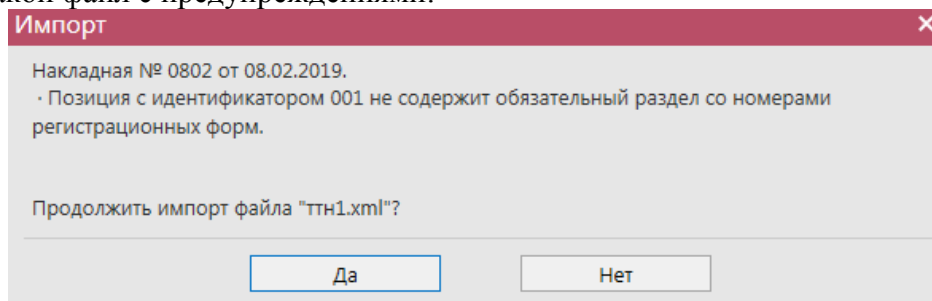 Импорт
Накладная № 0802 от 08.02.2019.
· Позиция с идентификатором 001 не содержит обязательный раздел со номерами
регистрационных форм.
Продолжить импорт файла "ттн1.xml"?
Да
Нет